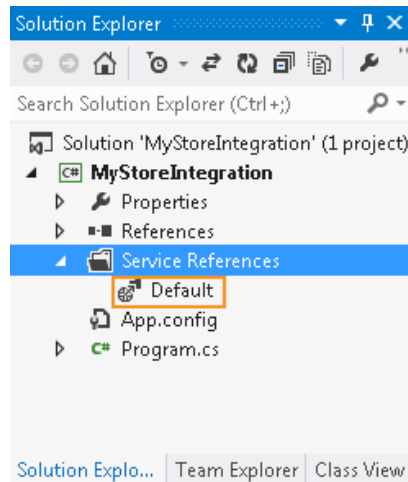 Solution Explorer
Search Solution Explorer (Ctrl+;)
Solution 'MyStoreIntegration' (1 project)
C# MyStoreIntegration
Properties
References
Service References
Default
App.config
C# Program.cs
Solution Explo... Team Explorer Class View